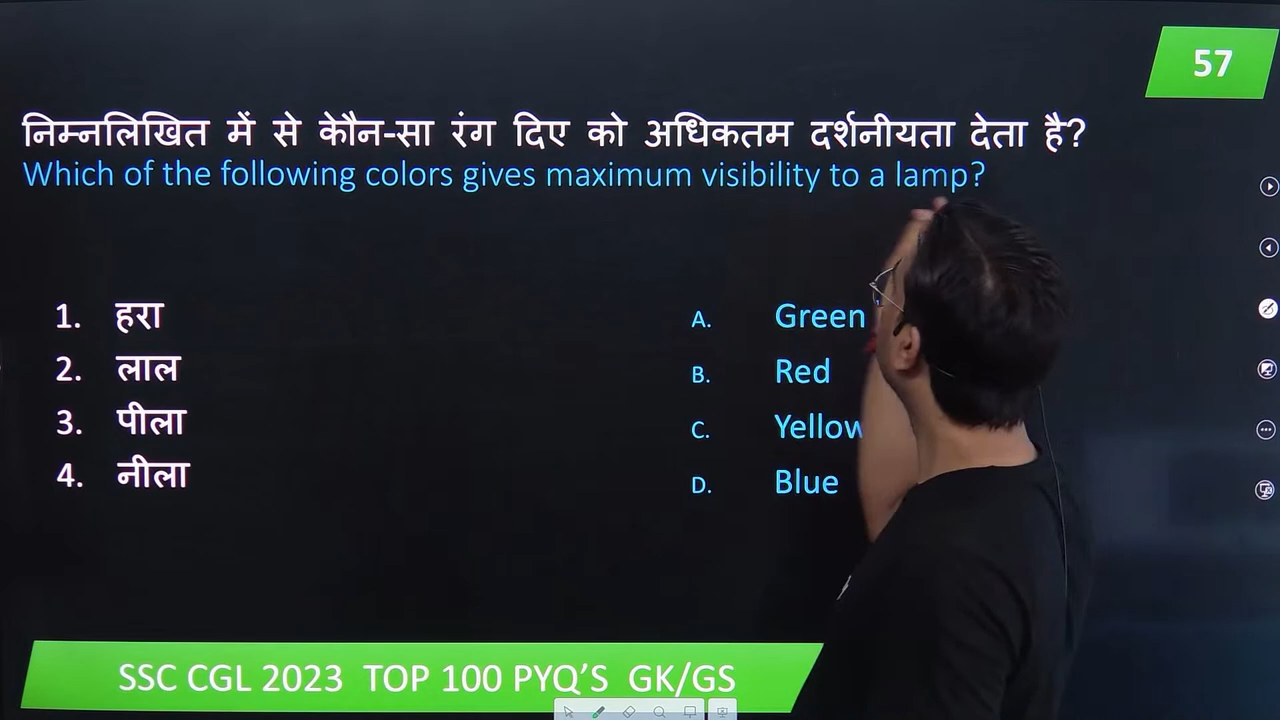 57
निम्नलिखित में से केौन-सा रंग दिए को अधिकतम दर्शनीयता देता है?
Which of the following colors gives maximum visibility to a lamp?
1. हरा
2. लाल
3. पीला
4. नीला
A. Green
B. Red
C. Yellow
D. Blue
SSC CGL 2023 TOP 100 PYQ'S GK/GS